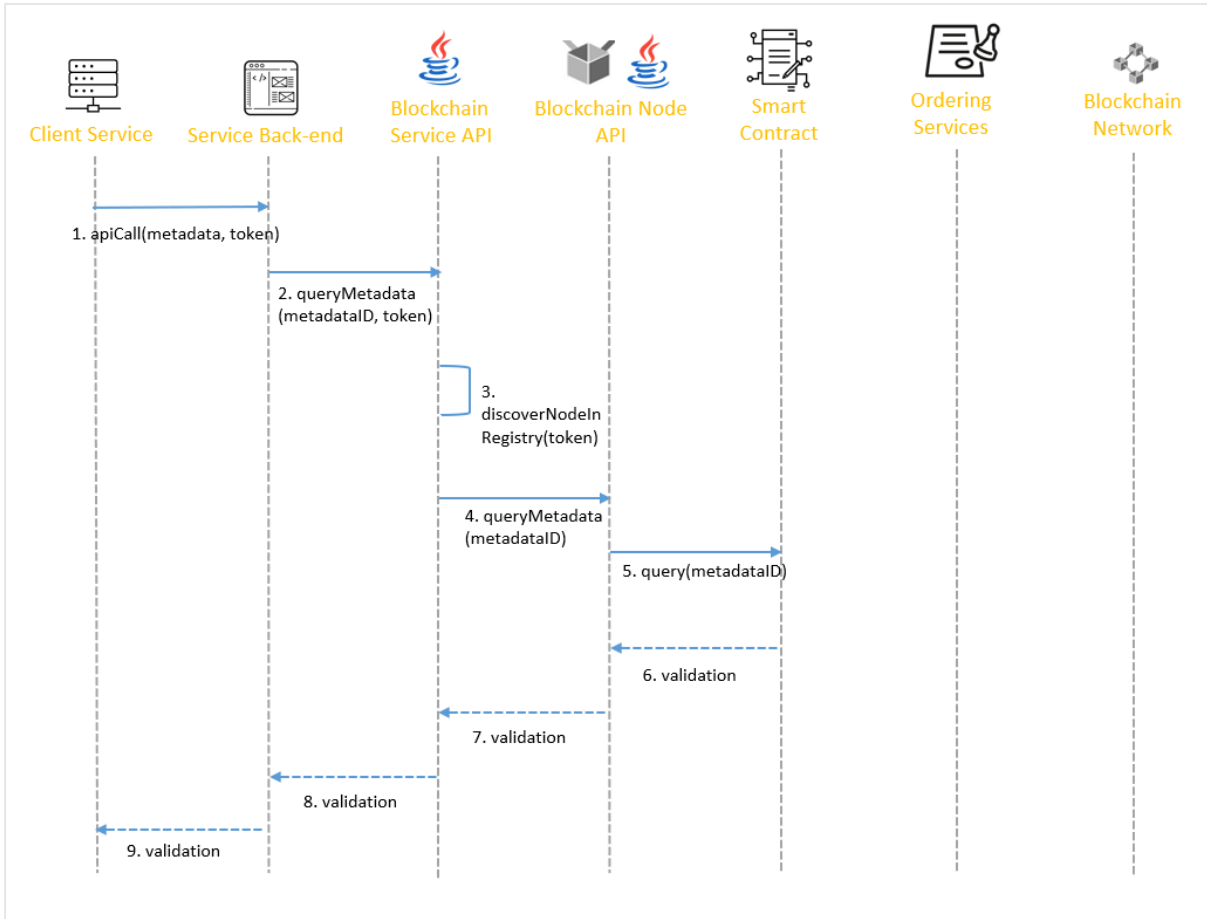 Client Service
Service Back-end
Blockchain
Service API
Blockchain Node
API
Smart
Contract
Ordering
Services
Blockchain
Network
1. apiCall(metadata, token)
2. queryMetadata
(metadataID, token)
3.
discoverNodeIn
Registry(token)
4. queryMetadata
(metadataID)
5. query(metadataID)
6. validation
7. validation
8. validation
9. validation